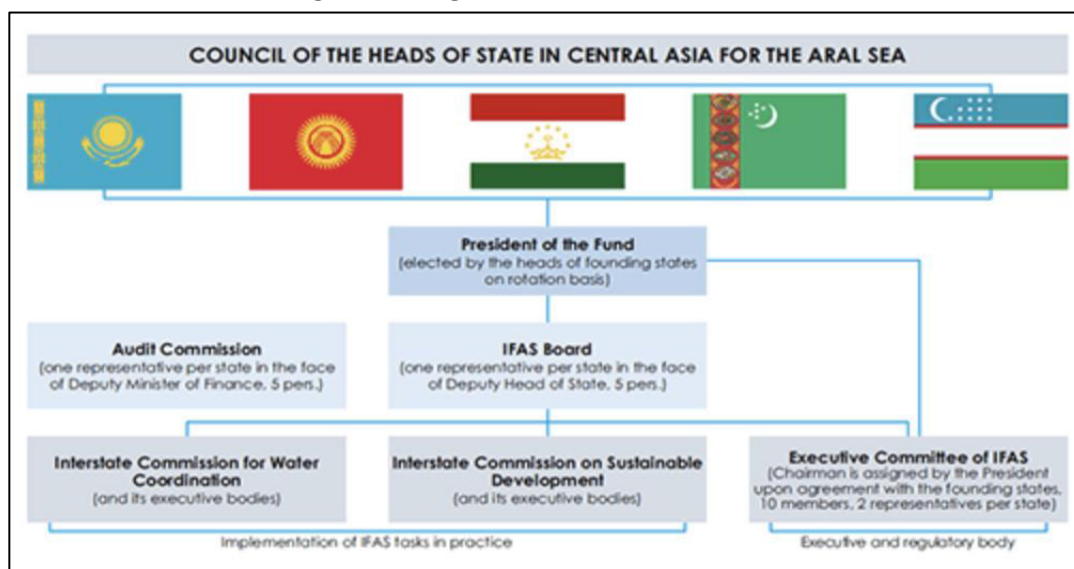 COUNCIL OF THE HEADS OF STATE IN CENTRAL ASIA FOR THE ARAL SEA
President of the Fund
(elected by the heads of founding states
on rotation basis)
Audit Commission
(one representative per state in the face
of Deputy Minister of Finance, 5 pers.)
IFAS Board
(one representative per state in the face
of Deputy Head of State, 5 pers.)
Interstate Commission for Water
Coordination
(and its executive bodies)
Interstate Commission on Sustainable
Development
(and its executive bodies)
Executive Committee of IFAS
(Chairman is assigned by the President
upon agreement with the founding states,
10 members, 2 representatives per state)
Implementation of IFAS tasks in practice
Executive and regulatory body